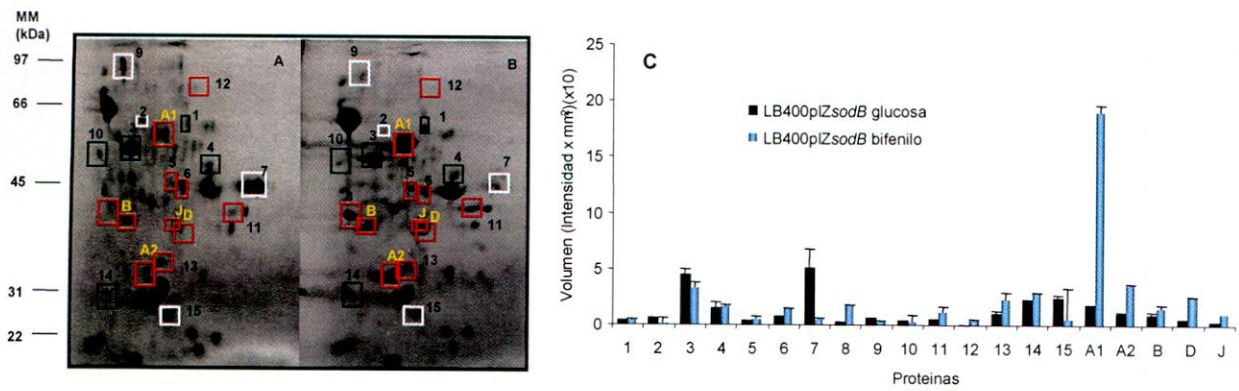 MM
(kDa)
97
66
45
31
22
A
9
12
2
A1
1
10
3
4
5
6
7
B
J
D
11
A2
13
14
15
B
9
12
2
A1
1
10
3
4
7
5
6
B
J
D
11
A2
13
14
15
C
Volumen (Intensidad x mm²)(x10)
25
20
15
10
5
0
LB400pIZsodB glucosa
LB400pIZsodB bifenilo
1 2 3 4 5 6 7 8 9 10 11 12 13 14 15 A1 A2 B D J
Proteinas